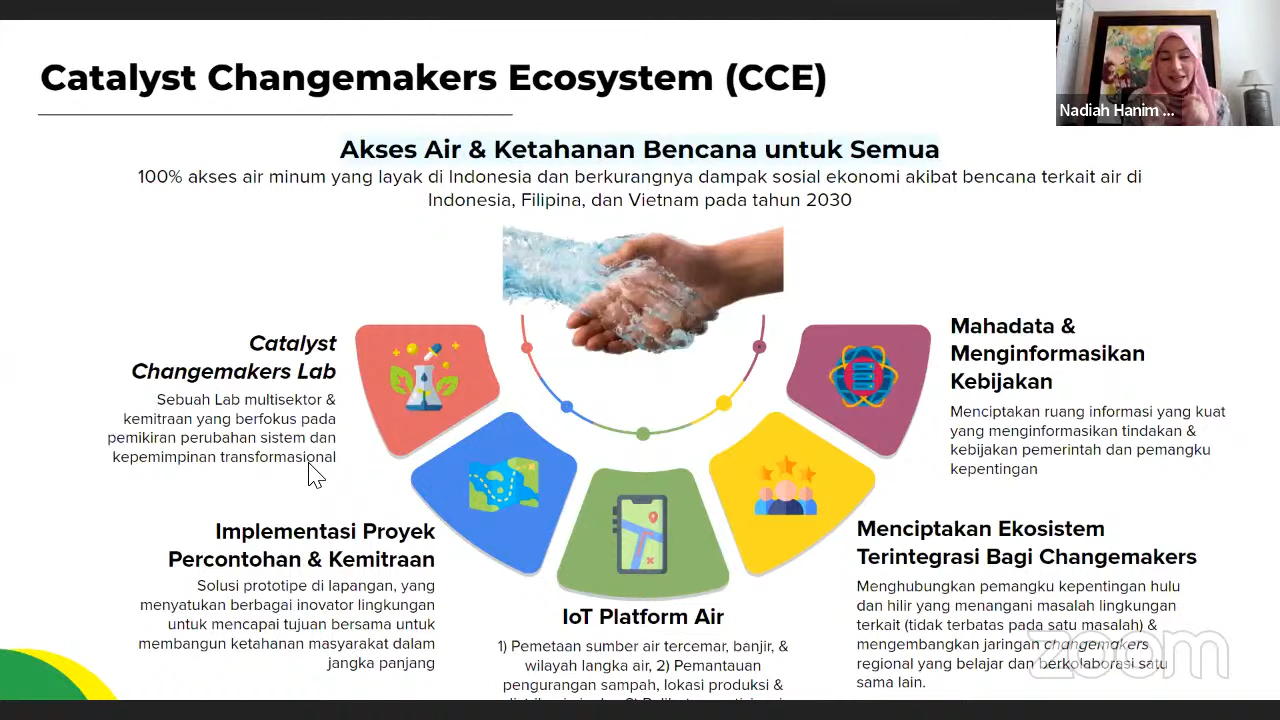 Catalyst Changemakers Ecosystem (CCE)
Nadiah Hanim ...
Akses Air & Ketahanan Bencana untuk Semua
100% akses air minum yang layak di Indonesia dan berkurangnya dampak sosial ekonomi akibat bencana terkait air di
Indonesia, Filipina, dan Vietnam pada tahun 2030
Catalyst
Changemakers Lab
Sebuah Lab multisektor &
kemitraan yang berfokus pada
pemikiran perubahan sistem dan
kepemimpinan transformasional
Implementasi Proyek
Percontohan & Kemitraan
Solusi prototipe di lapangan, yang
menyatukan berbagai inovator lingkungan
untuk mencapai tujuan bersama untuk
membangun ketahanan masyarakat dalam
jangka panjang
IoT Platform Air
1) Pemetaan sumber air tercemar, banjir, &
wilayah langka air, 2) Pemantauan
pengurangan sampah, lokasi produksi &
Menciptakan Ekosistem
Terintegrasi Bagi Changemakers
Menghubungkan pemangku kepentingan hulu
dan hilir yang menangani masalah lingkungan
terkait (tidak terbatas pada satu masalah) &
mengembangkan jaringan changemakers
regional yang belajar dan berkolaborasi satu
sama lain.
Mahadata &
Menginformasikan
Kebijakan
Menciptakan ruang informasi yang kuat
yang menginformasikan tindakan &
kebijakan pemerintah dan pemangku
kepentingan
zoom